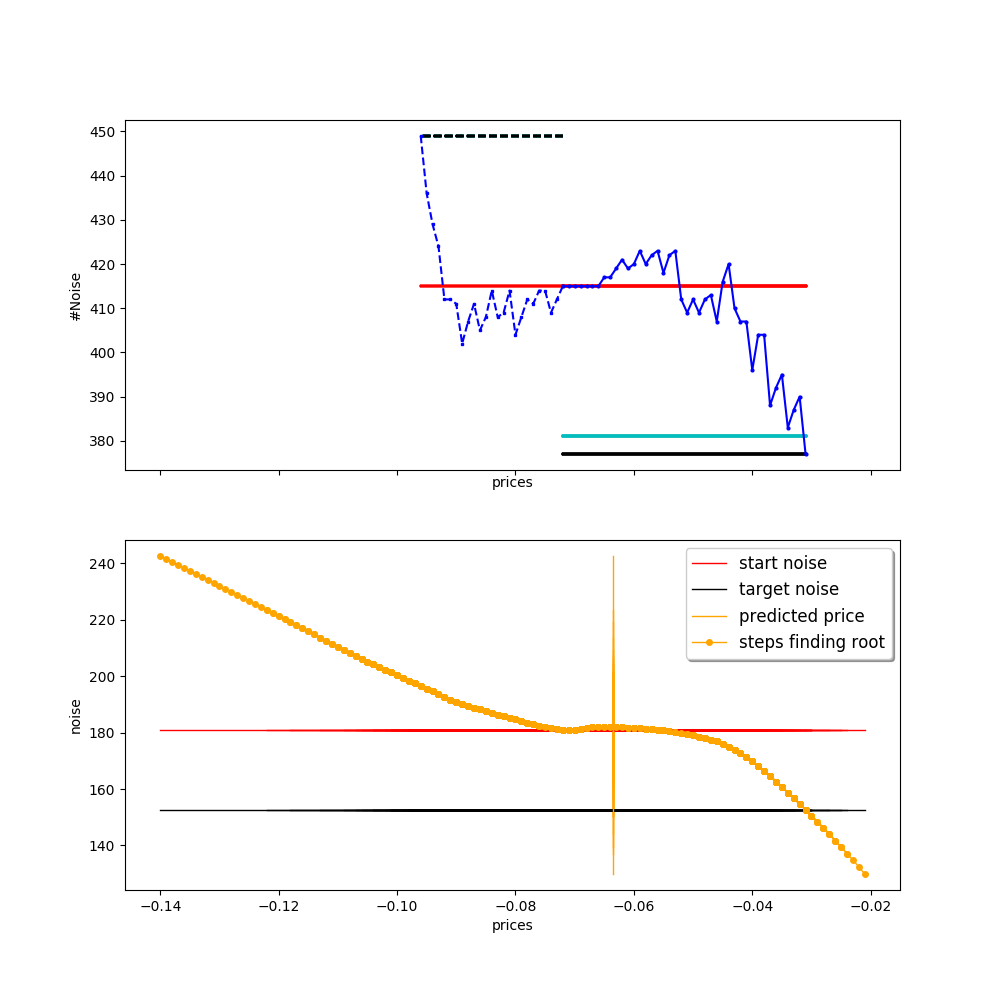 450
440
430
420
410
400
390
380
#Noise
prices
240
220
200
180
160
140
noise
start noise
target noise
predicted price
steps finding root
−0.14
−0.12
−0.10
−0.08
−0.06
−0.04
−0.02
prices